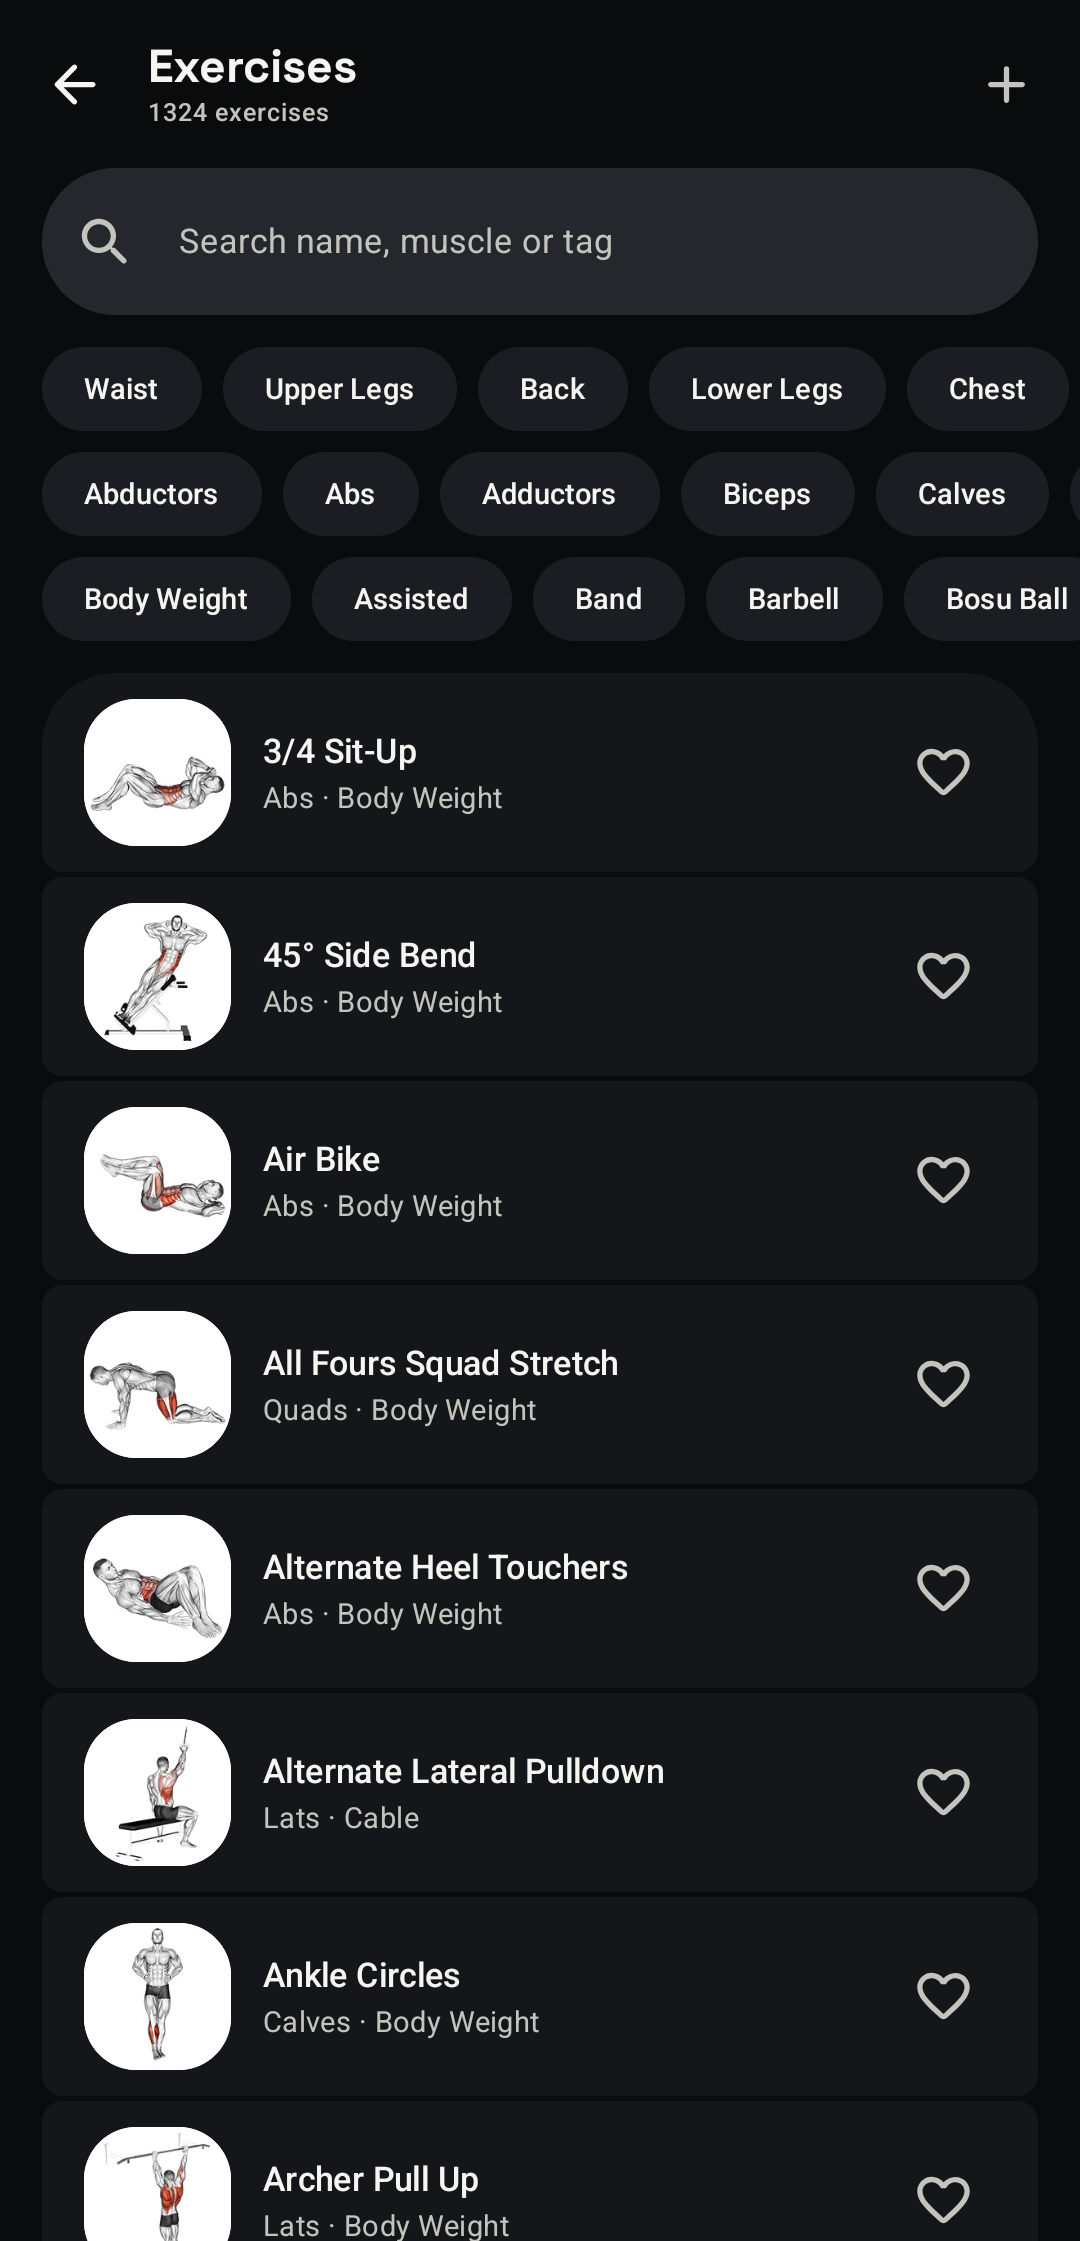 Exercises
1324 exercises
Search name, muscle or tag
Waist Upper Legs Back Lower Legs Chest
Abductors Abs Adductors Biceps Calves
Body Weight Assisted Band Barbell Bosu Ball
3/4 Sit-Up
Abs · Body Weight
45° Side Bend
Abs · Body Weight
Air Bike
Abs · Body Weight
All Fours Squad Stretch
Quads · Body Weight
Alternate Heel Touchers
Abs · Body Weight
Alternate Lateral Pulldown
Lats · Cable
Ankle Circles
Calves · Body Weight
Archer Pull Up
Lats · Body Weight